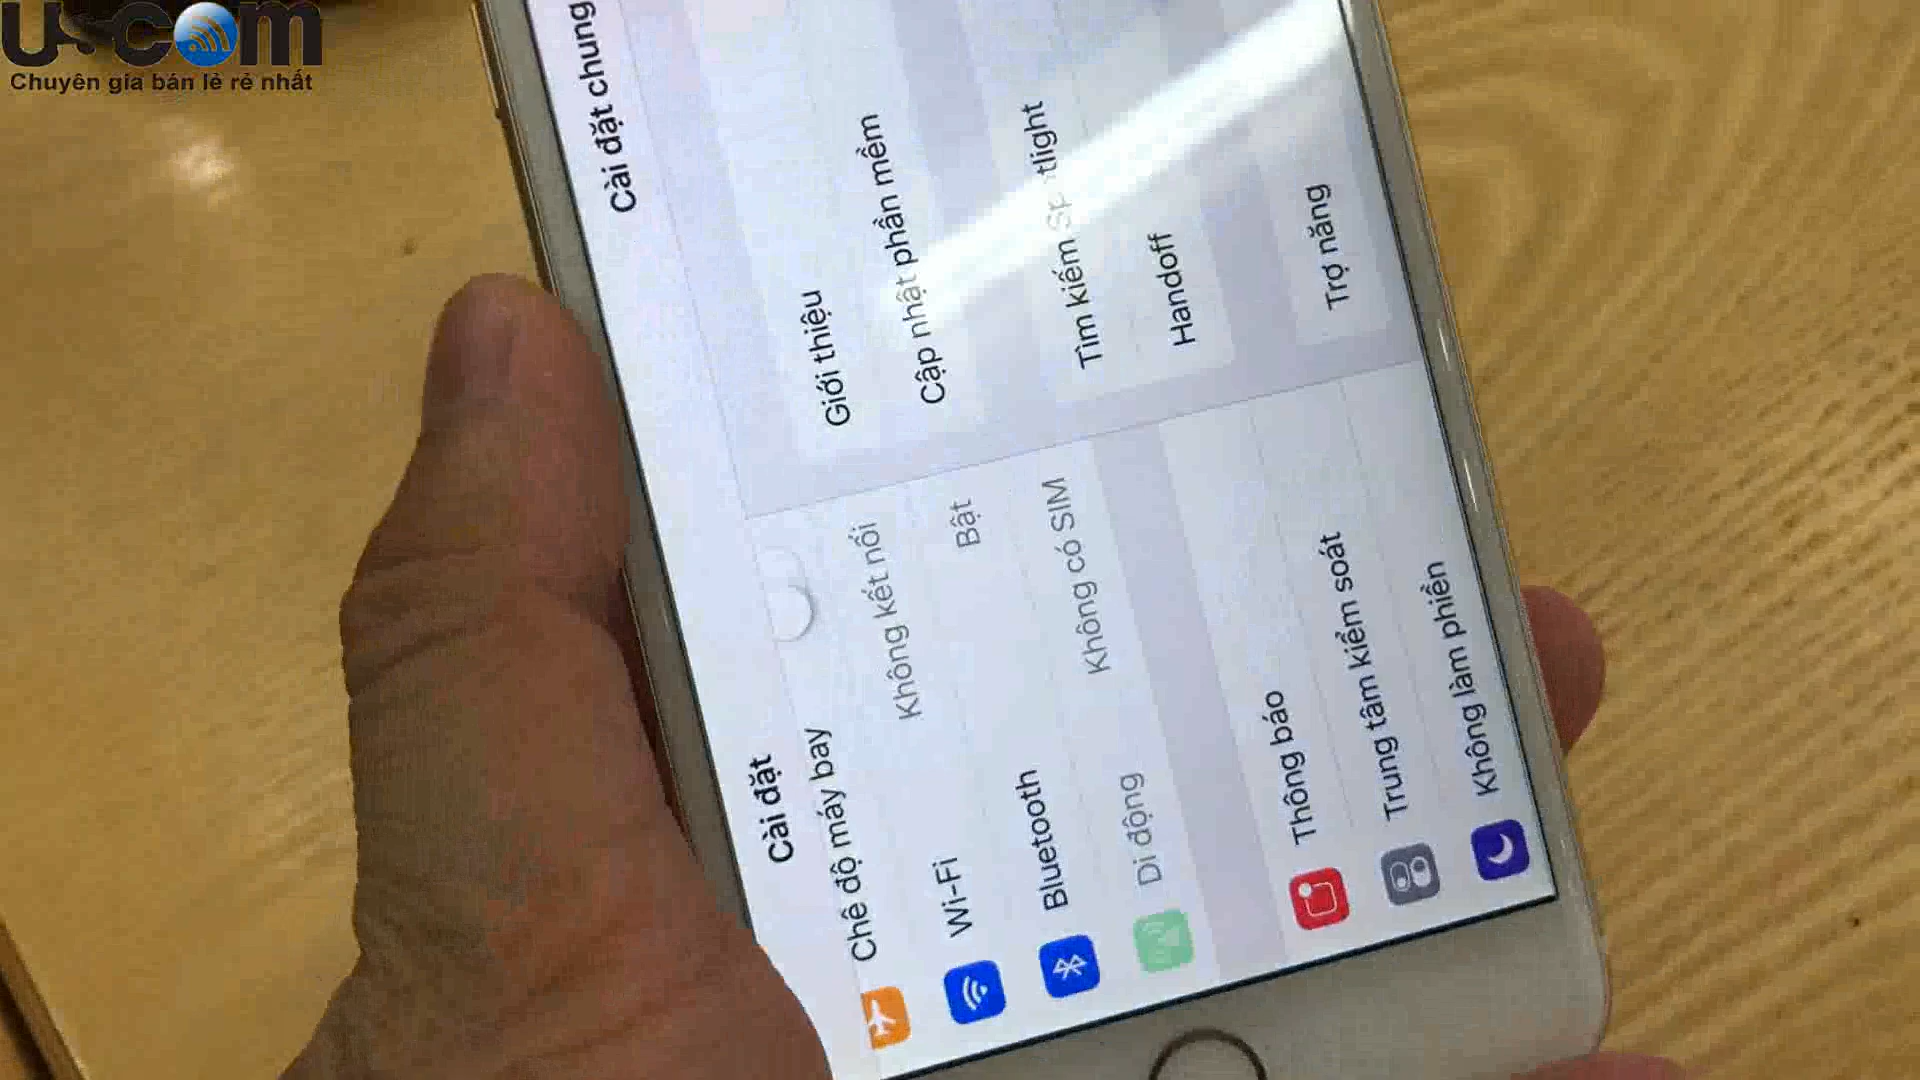 uscom
Chuyên gía bán lẻ rẻ nhất
Cài đặt
Chế độ máy bay
Wi-Fi
Không kết nối
Bluetooth
Bật
Di động
Không có SIM
Thông báo
Trung tâm kiểm soát
Không làm phiền
Cài đặt chung
Giới thiệu
Cập nhật phần mềm
Tìm kiếm Spotlight
Handoff
Trợ năng